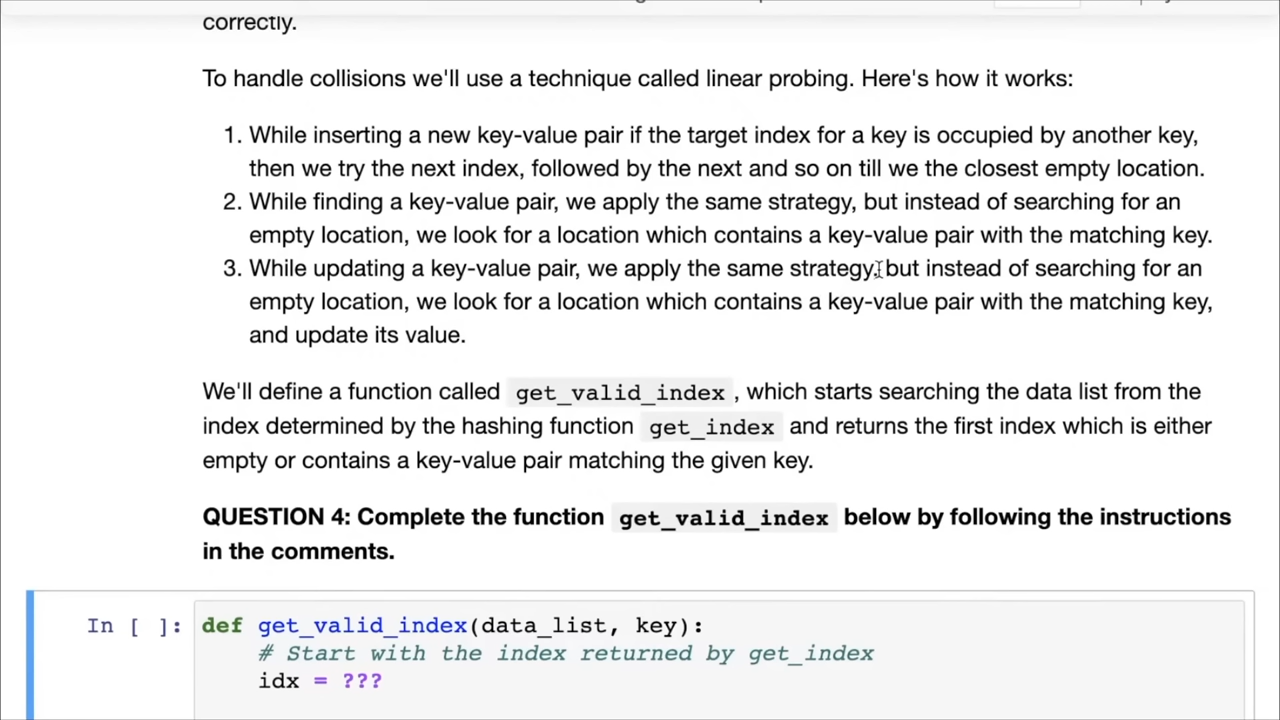 correctly.
To handle collisions we'll use a technique called linear probing. Here's how it works:
1. While inserting a new key-value pair if the target index for a key is occupied by another key,
then we try the next index, followed by the next and so on till we the closest empty location.
2. While finding a key-value pair, we apply the same strategy, but instead of searching for an
empty location, we look for a location which contains a key-value pair with the matching key.
3. While updating a key-value pair, we apply the same strategy, but instead of searching for an
empty location, we look for a location which contains a key-value pair with the matching key,
and update its value.
We'll define a function called get_valid_index , which starts searching the data list from the
index determined by the hashing function get_index and returns the first index which is either
empty or contains a key-value pair matching the given key.
QUESTION 4: Complete the function get_valid_index below by following the instructions
in the comments.
In [ ]: def get_valid_index(data_list, key):
# Start with the index returned by get_index
idx = ???